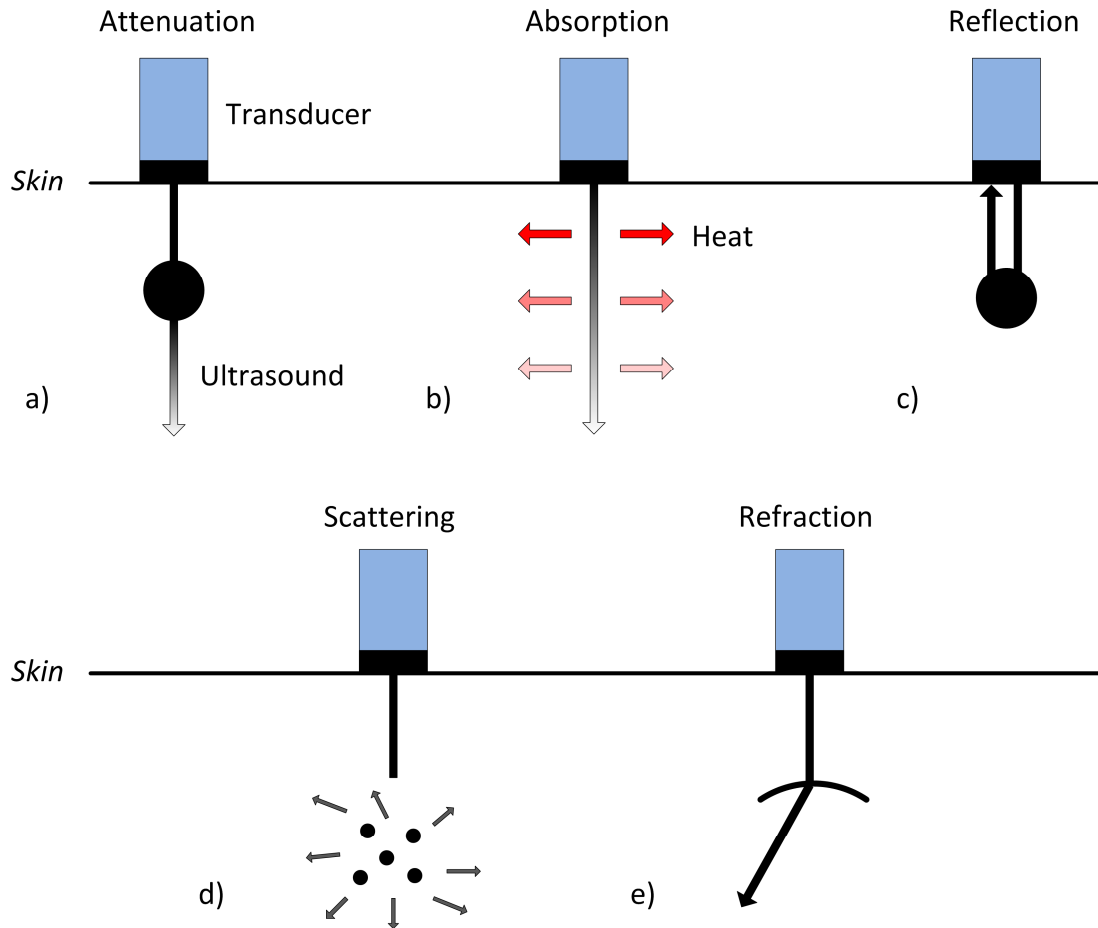 Attenuation
Absorption
Reflection
Transducer
Skin
Heat
Ultrasound
a)
b)
c)
Scattering
Refraction
Skin
d)
e)